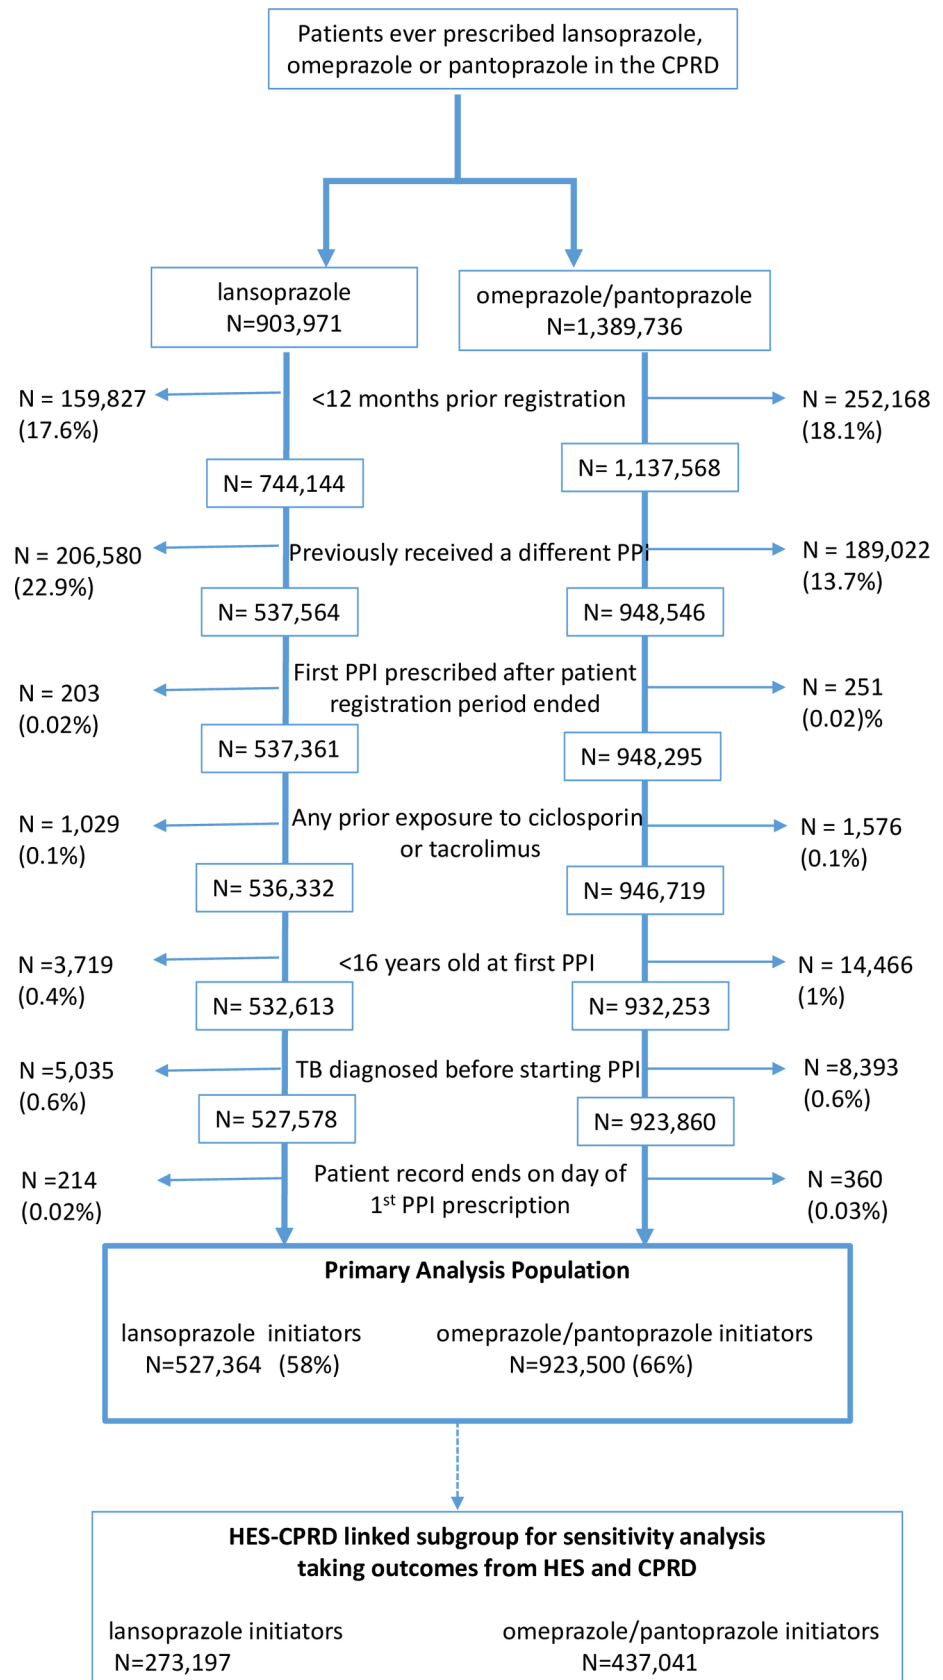 Patients ever prescribed lansoprazole,
omeprazole or pantoprazole in the CPRD
lansoprazole
N=903,971
omeprazole/pantoprazole
N=1,389,736
N = 159,827
(17.6%)
<12 months prior registration
N = 252,168
(18.1%)
N= 744,144
N= 1,137,568
N = 206,580
(22.9%)
Previously received a different PPI
N = 189,022
(13.7%)
N= 537,564
N= 948,546
N = 203
(0.02%)
First PPI prescribed after patient
registration period ended
N = 251
(0.02)%
N= 537,361
N= 948,295
N = 1,029
(0.1%)
Any prior exposure to ciclosporin
or tacrolimus
N = 1,576
(0.1%)
N= 536,332
N= 946,719
N =3,719
(0.4%)
<16 years old at first PPI
N = 14,466
(1%)
N= 532,613
N= 932,253
N =5,035
(0.6%)
TB diagnosed before starting PPI
N =8,393
(0.6%)
N= 527,578
N= 923,860
N =214
(0.02%)
Patient record ends on day of
1st PPI prescription
N =360
(0.03%)
Primary Analysis Population
lansoprazole initiators
N=527,364 (58%)
omeprazole/pantoprazole initiators
N=923,500 (66%)
HES-CPRD linked subgroup for sensitivity analysis
taking outcomes from HES and CPRD
lansoprazole initiators
N=273,197
omeprazole/pantoprazole initiators
N=437,041